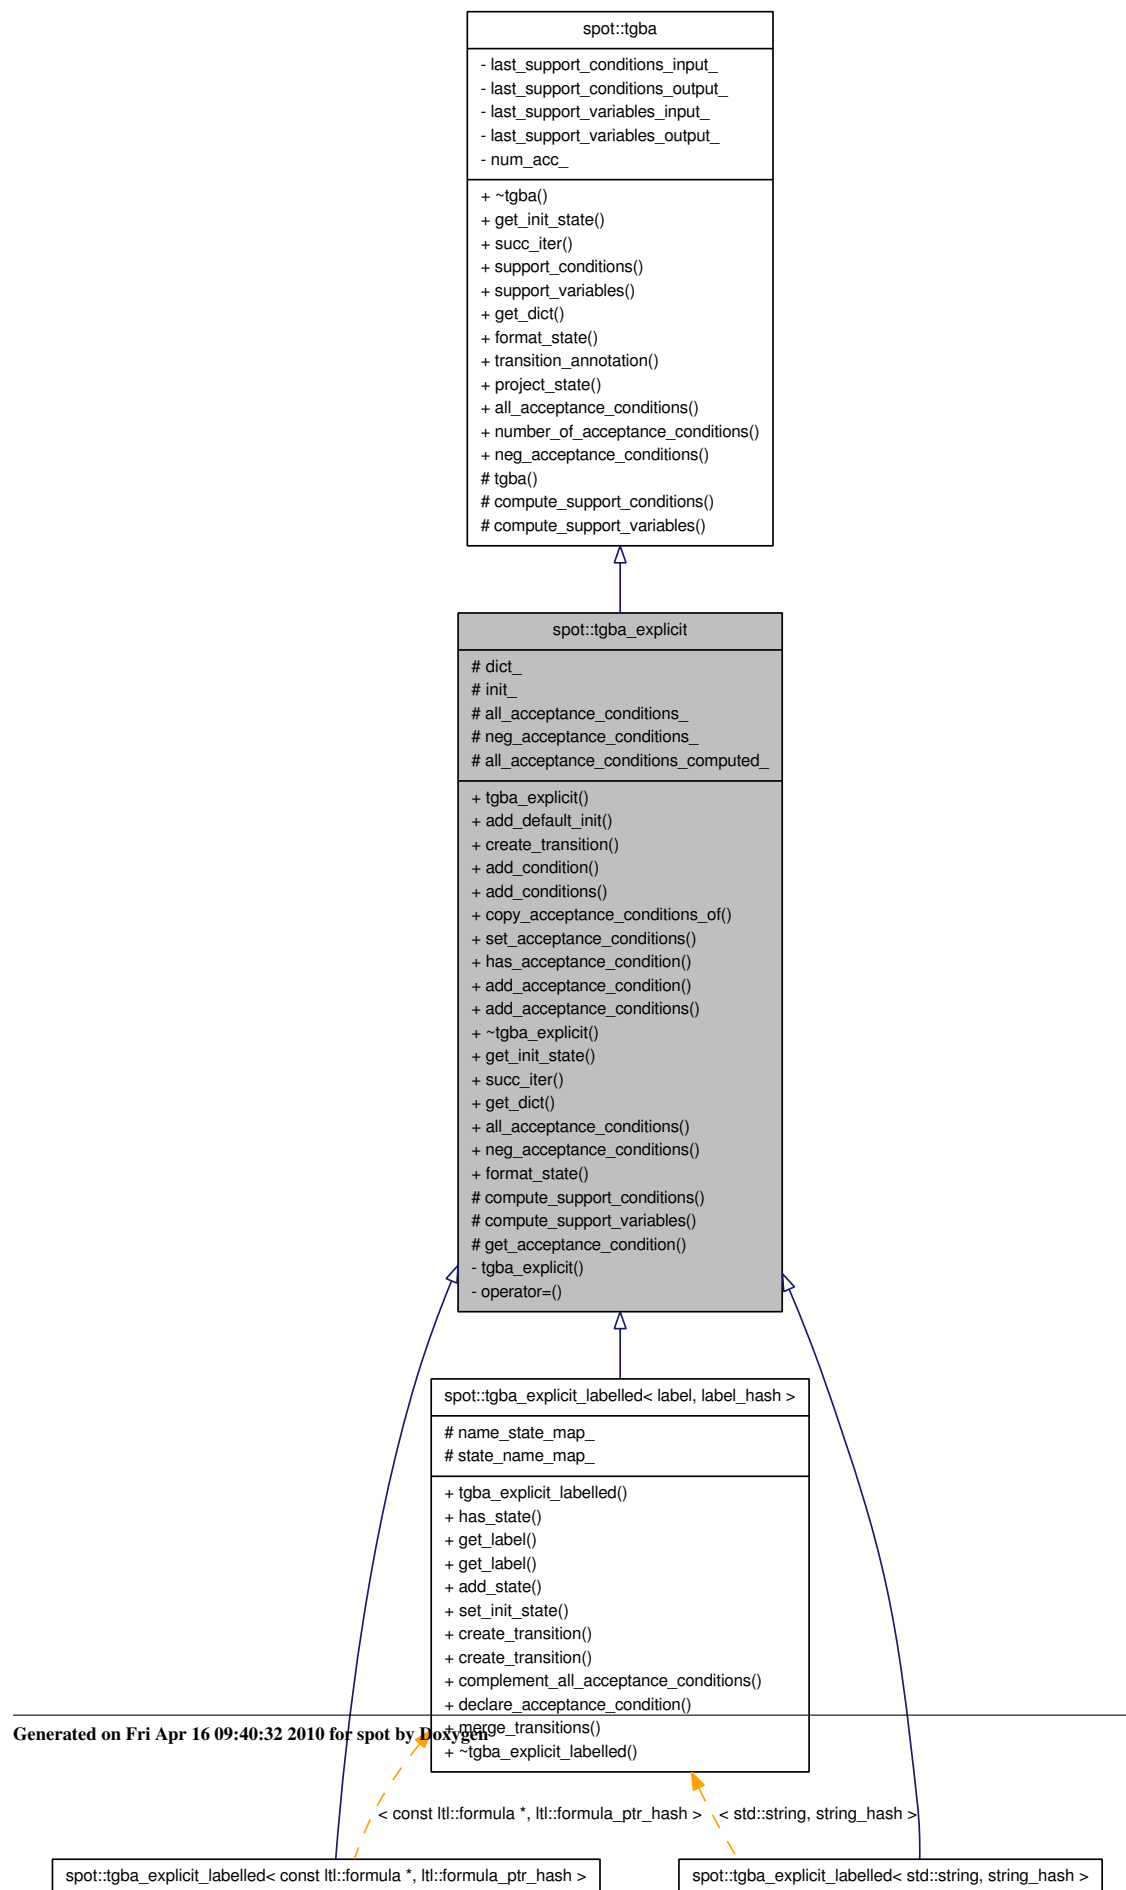 spot::tgba
- last_support_conditions_input_
- last_support_conditions_output_
- last_support_variables_input_
- last_support_variables_output_
- num_acc_
+ ~tgba()
+ get_init_state()
+ succ_iter()
+ support_conditions()
+ support_variables()
+ get_dict()
+ format_state()
+ transition_annotation()
+ project_state()
+ all_acceptance_conditions()
+ number_of_acceptance_conditions()
+ neg_acceptance_conditions()
# tgba()
# compute_support_conditions()
# compute_support_variables()
spot::tgba_explicit
# dict_
# init_
# all_acceptance_conditions_
# neg_acceptance_conditions_
# all_acceptance_conditions_computed_
+ tgba_explicit()
+ add_default_init()
+ create_transition()
+ add_condition()
+ add_conditions()
+ copy_acceptance_conditions_of()
+ set_acceptance_conditions()
+ has_acceptance_condition()
+ add_acceptance_condition()
+ add_acceptance_conditions()
+ ~tgba_explicit()
+ get_init_state()
+ succ_iter()
+ get_dict()
+ all_acceptance_conditions()
+ neg_acceptance_conditions()
+ format_state()
# compute_support_conditions()
# compute_support_variables()
# get_acceptance_condition()
- tgba_explicit()
- operator=()
spot::tgba_explicit_labelled< label, label_hash >
# name_state_map_
# state_name_map_
+ tgba_explicit_labelled()
+ has_state()
+ get_label()
+ get_label()
+ add_state()
+ set_init_state()
+ create_transition()
+ create_transition()
+ complement_all_acceptance_conditions()
+ declare_acceptance_condition()
+ merge_transitions()
Generated on Fri Apr 16 09:40:32 2010 for spot by Doxygen
+ ~tgba_explicit_labelled()
< const ltl::formula *, ltl::formula_ptr_hash >
< std::string, string_hash >
spot::tgba_explicit_labelled< const ltl::formula *, ltl::formula_ptr_hash >
spot::tgba_explicit_labelled< std::string, string_hash >